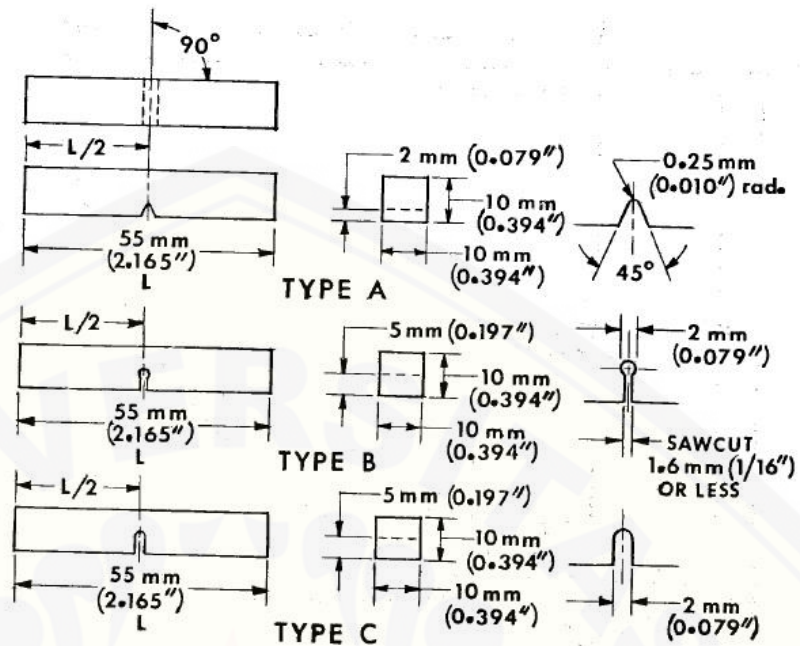 90°
L/2
2 mm (0.079″)
10 mm
(0.394″)
10 mm
(0.394″)
0.25 mm
(0.010″) rad.
45°
55 mm
(2.165″)
L
TYPE A
L/2
5 mm (0.197″)
10 mm
(0.394″)
10 mm
(0.394″)
2 mm
(0.079″)
SAWCUT
1.6 mm (1/16″)
OR LESS
55 mm
(2.165″)
L
TYPE B
L/2
5 mm (0.197″)
10 mm
(0.394″)
10 mm
(0.394″)
2 mm
(0.079″)
55 mm
(2.165″)
L
TYPE C